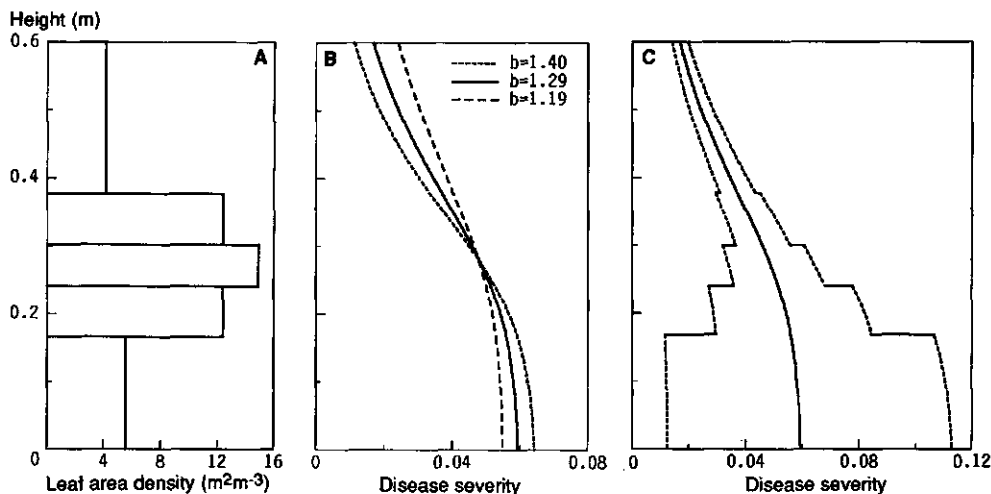 Height (m)
0.6
0.4
0.2
0
A
0 4 8 12 16
Leaf area density (m2m-3)
B
b=1.40
b=1.29
b=1.19
0 0.04 0.08
Disease severity
C
0 0.04 0.08 0.12
Disease severity